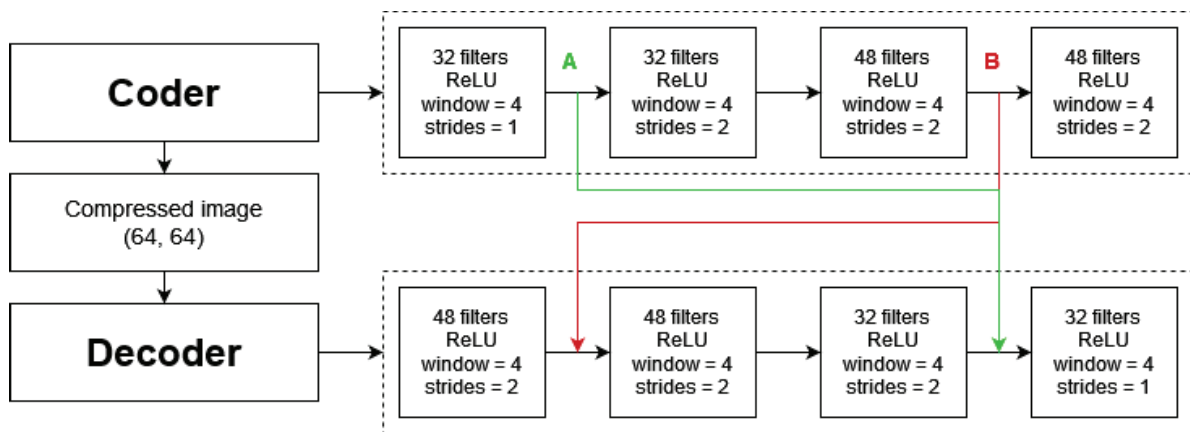 Coder
32 filters
ReLU
window = 4
strides = 1
A
32 filters
ReLU
window = 4
strides = 2
48 filters
ReLU
window = 4
strides = 2
B
48 filters
ReLU
window = 4
strides = 2
Compressed image
(64, 64)
Decoder
48 filters
ReLU
window = 4
strides = 2
48 filters
ReLU
window = 4
strides = 2
32 filters
ReLU
window = 4
strides = 2
32 filters
ReLU
window = 4
strides = 1